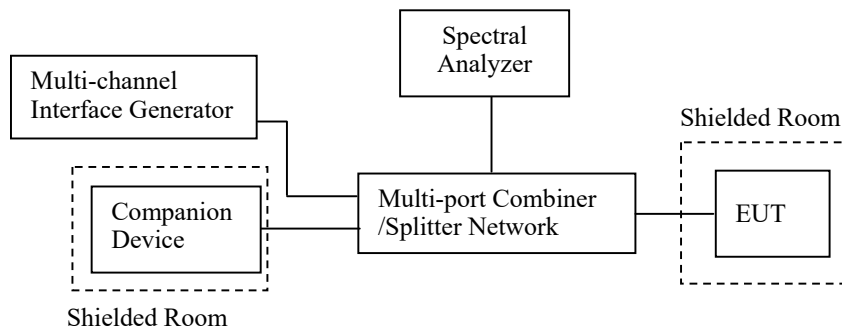 Spectral
Analyzer
Multi-channel
Interface Generator
Shielded Room
Companion
Device
Multi-port Combiner
/Splitter Network
EUT
Shielded Room